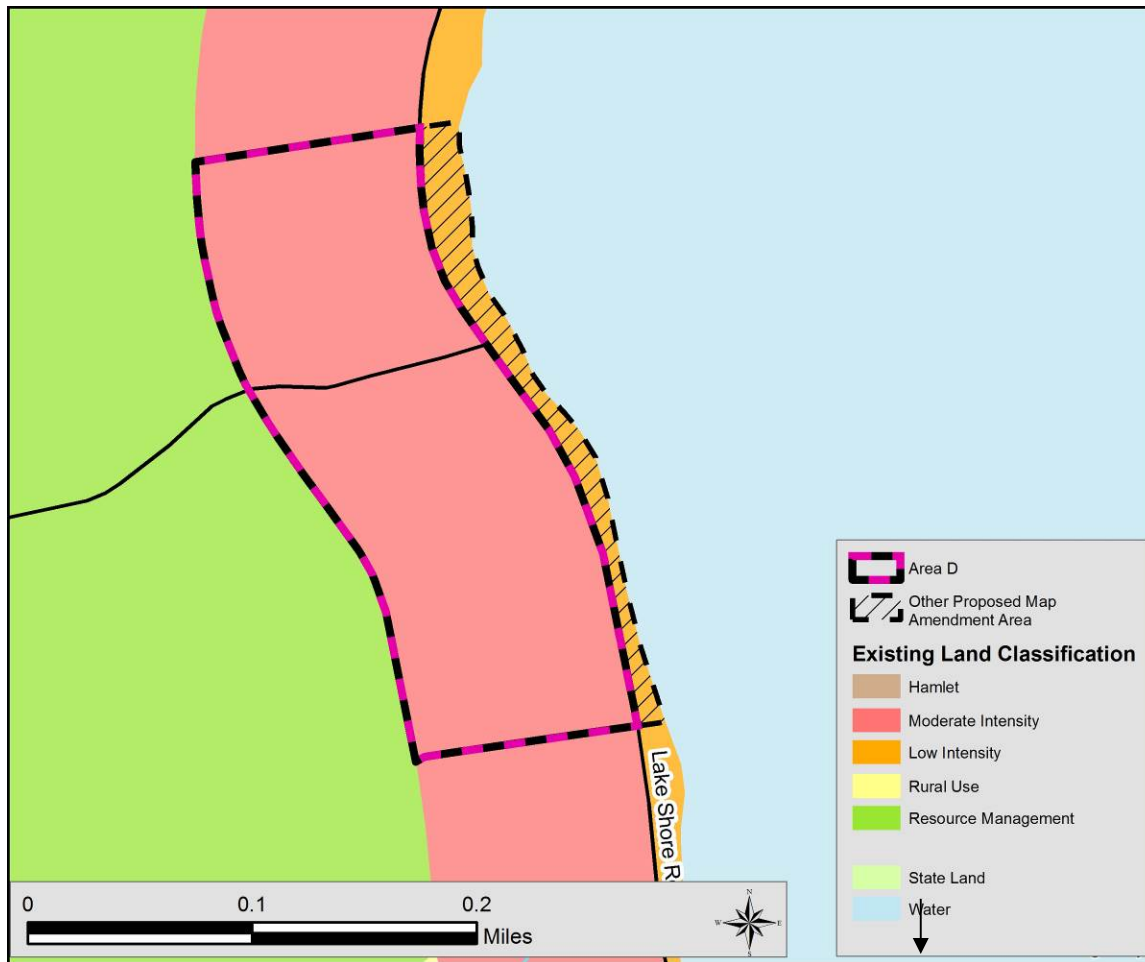 Area D
Other Proposed Map
Amendment Area
Existing Land Classification
Hamlet
Moderate Intensity
Low Intensity
Rural Use
Resource Management
State Land
Water
Lake Shore R
0
0.1
0.2
Miles
N
W
E
S